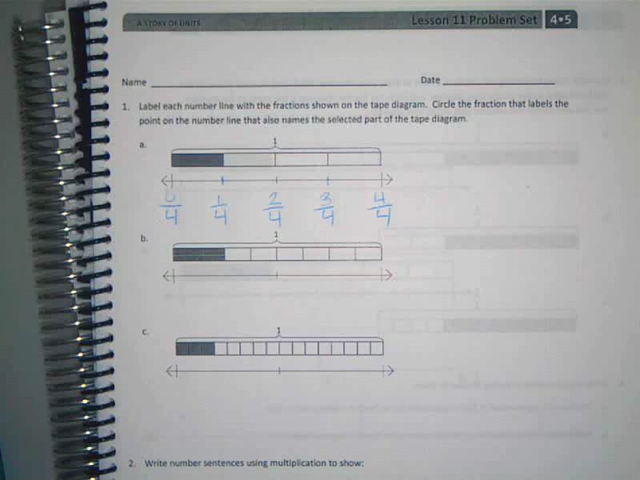 A STORY OF UNITS
Lesson 11 Problem Set 4•5
Name Date
1. Label each number line with the fractions shown on the tape diagram. Circle the fraction that labels the
point on the number line that also names the selected part of the tape diagram.
a.
1
0/4 1/4 2/4 3/4 4/4
b.
1
c.
1
2. Write number sentences using multiplication to show: